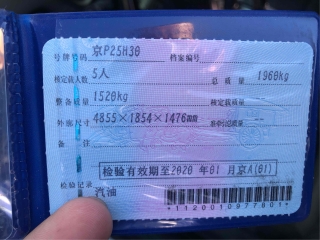 号牌号码 京P25H30 档案编号
核定载人数 5人 总质量 1960kg
整备质量 1520kg 核定载质量
外廓尺寸 4855×1854×1476mm 准牵引总质量
备注
检验有效期至2020 年01 月京A(01)
检验记录
汽油
*1120010977601*